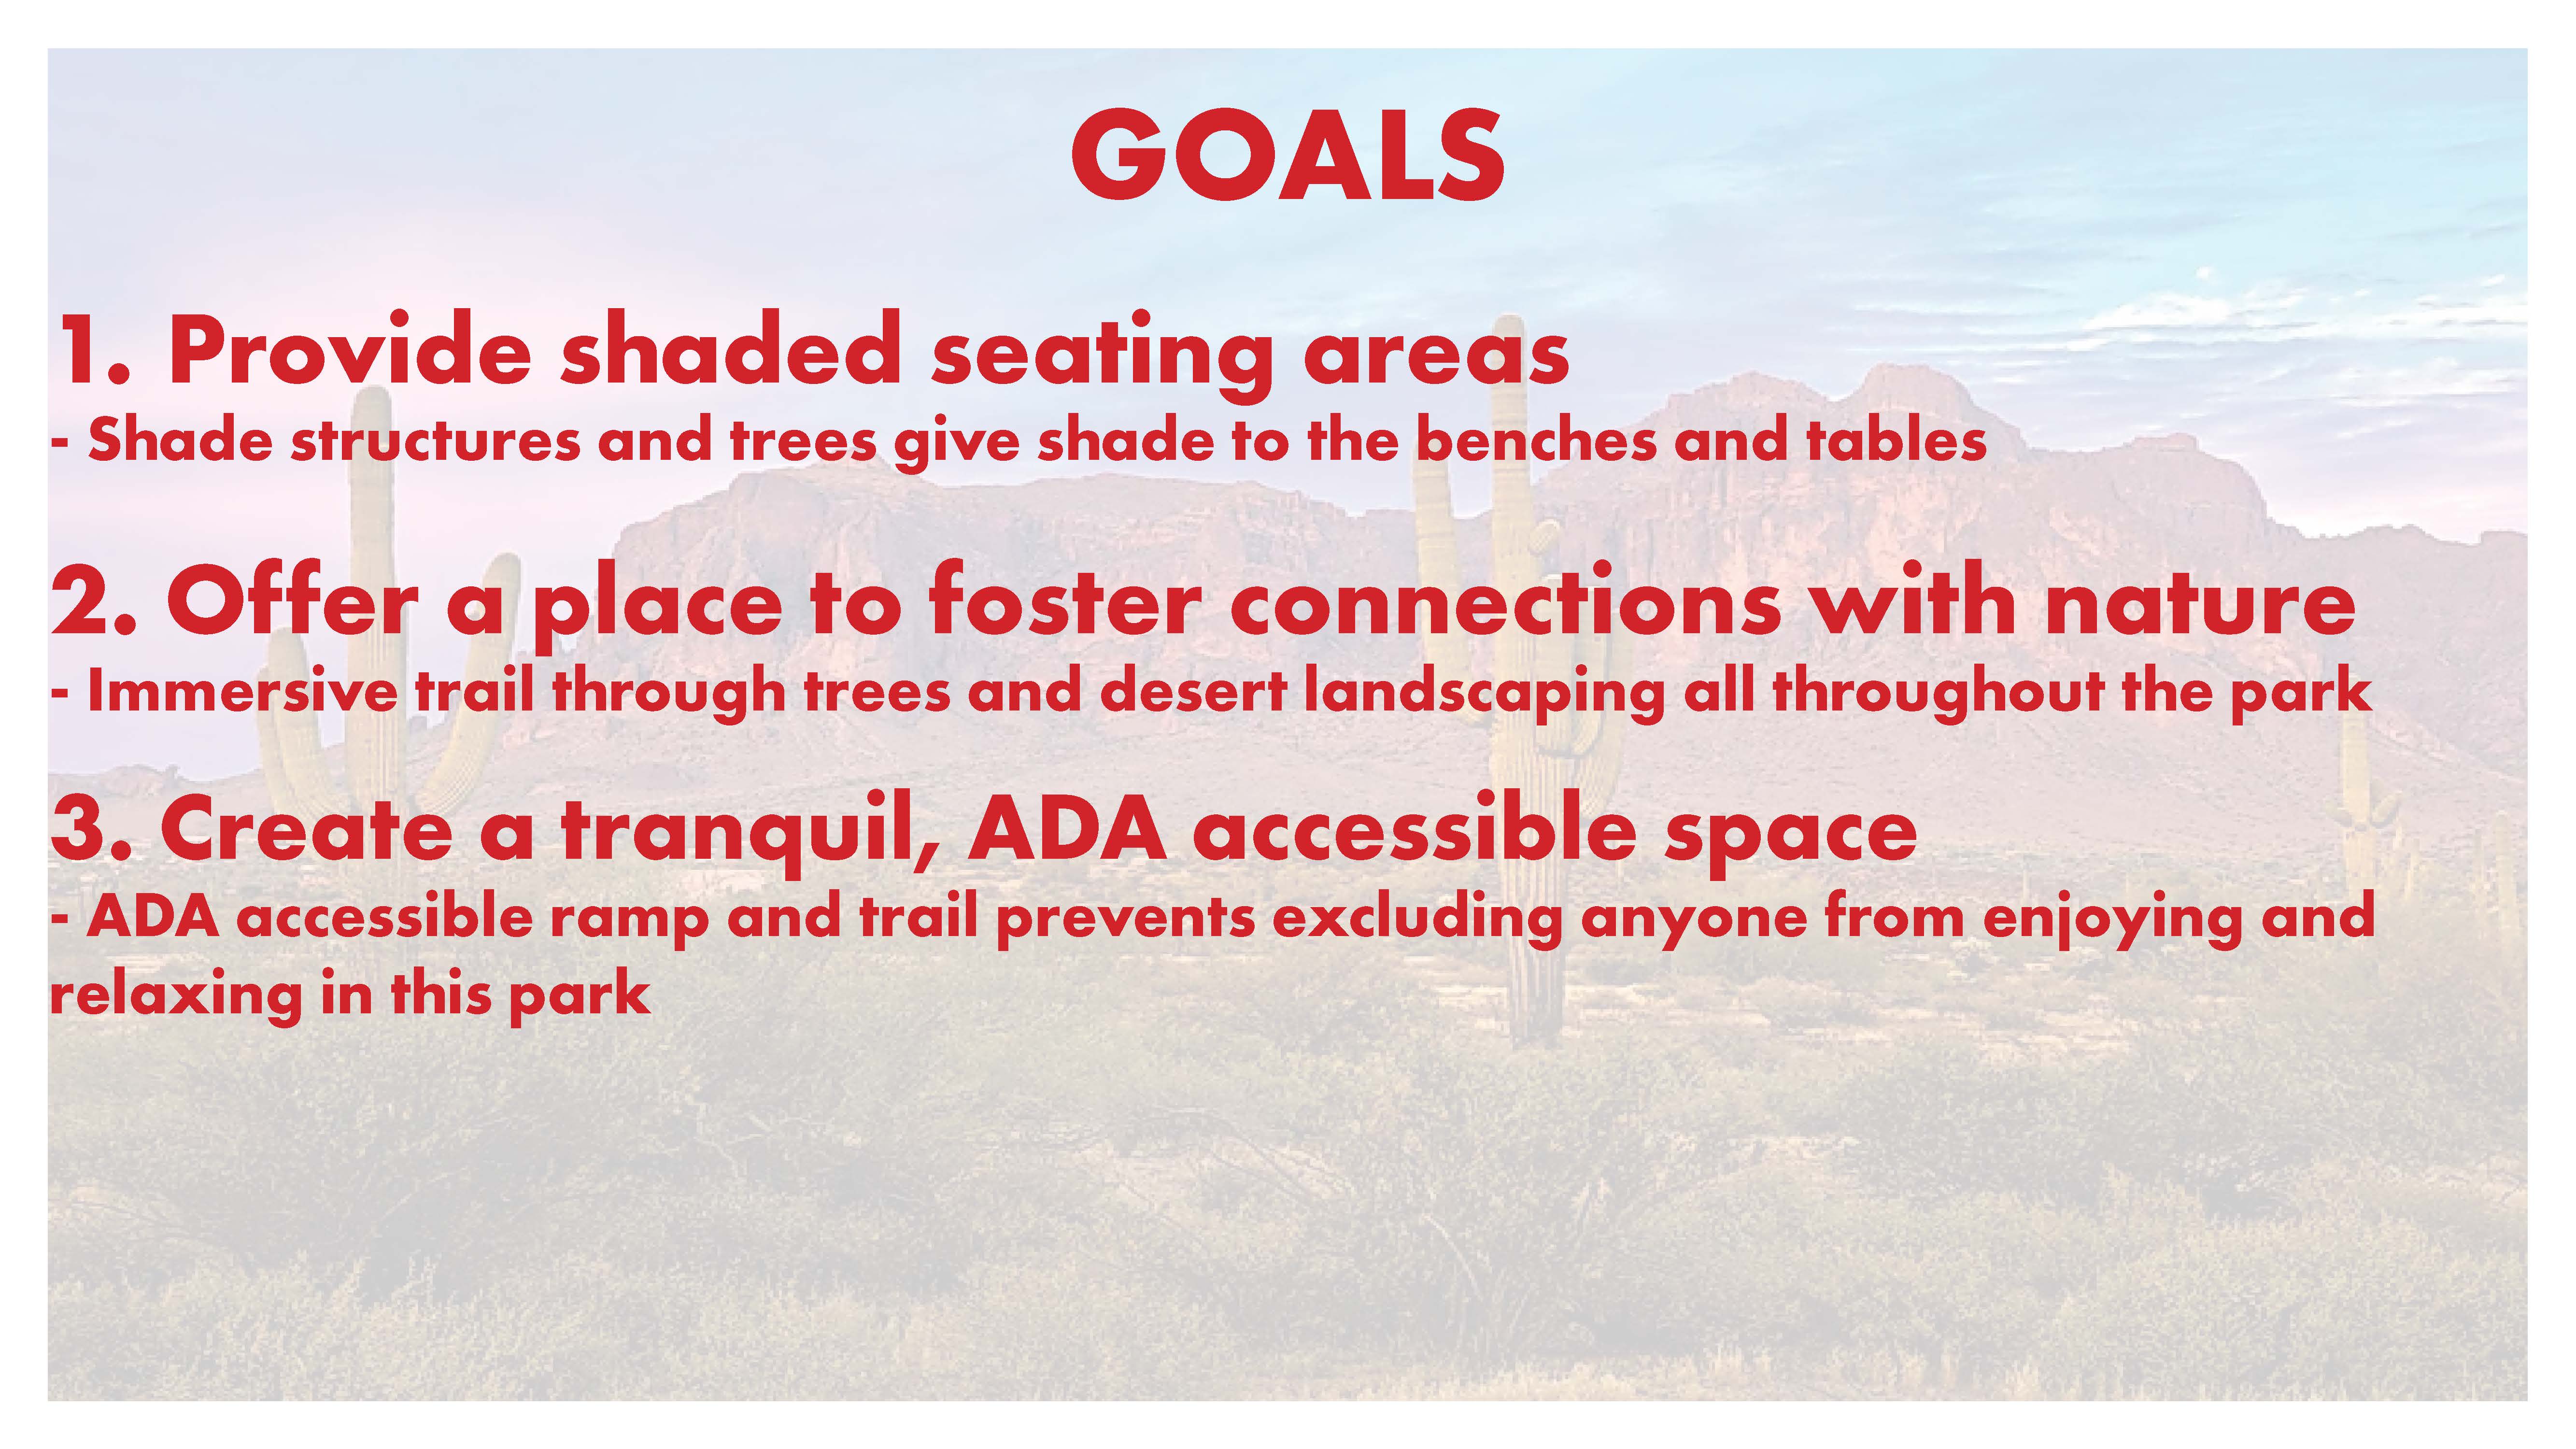 GOALS
1. Provide shaded seating areas
- Shade structures and trees give shade to the benches and tables
2. Offer a place to foster connections with nature
- Immersive trail through trees and desert landscaping all throughout the park
3. Create a tranquil, ADA accessible space
- ADA accessible ramp and trail prevents excluding anyone from enjoying and
relaxing in this park